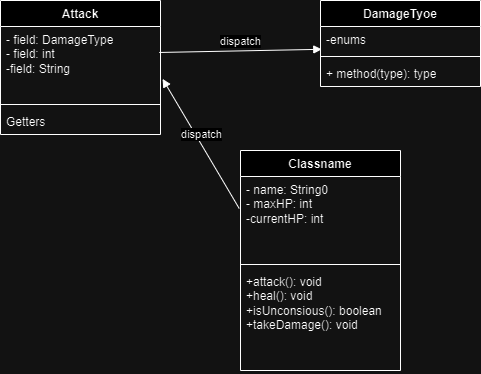 Attack
- field: DamageType
- field: int
-field: String
Getters
dispatch
DamageTyoe
-enums
+ method(type): type
dispatch
Classname
- name: String0
- maxHP: int
-currentHP: int
+attack(): void
+heal(): void
+isUnconsious(): boolean
+takeDamage(): void